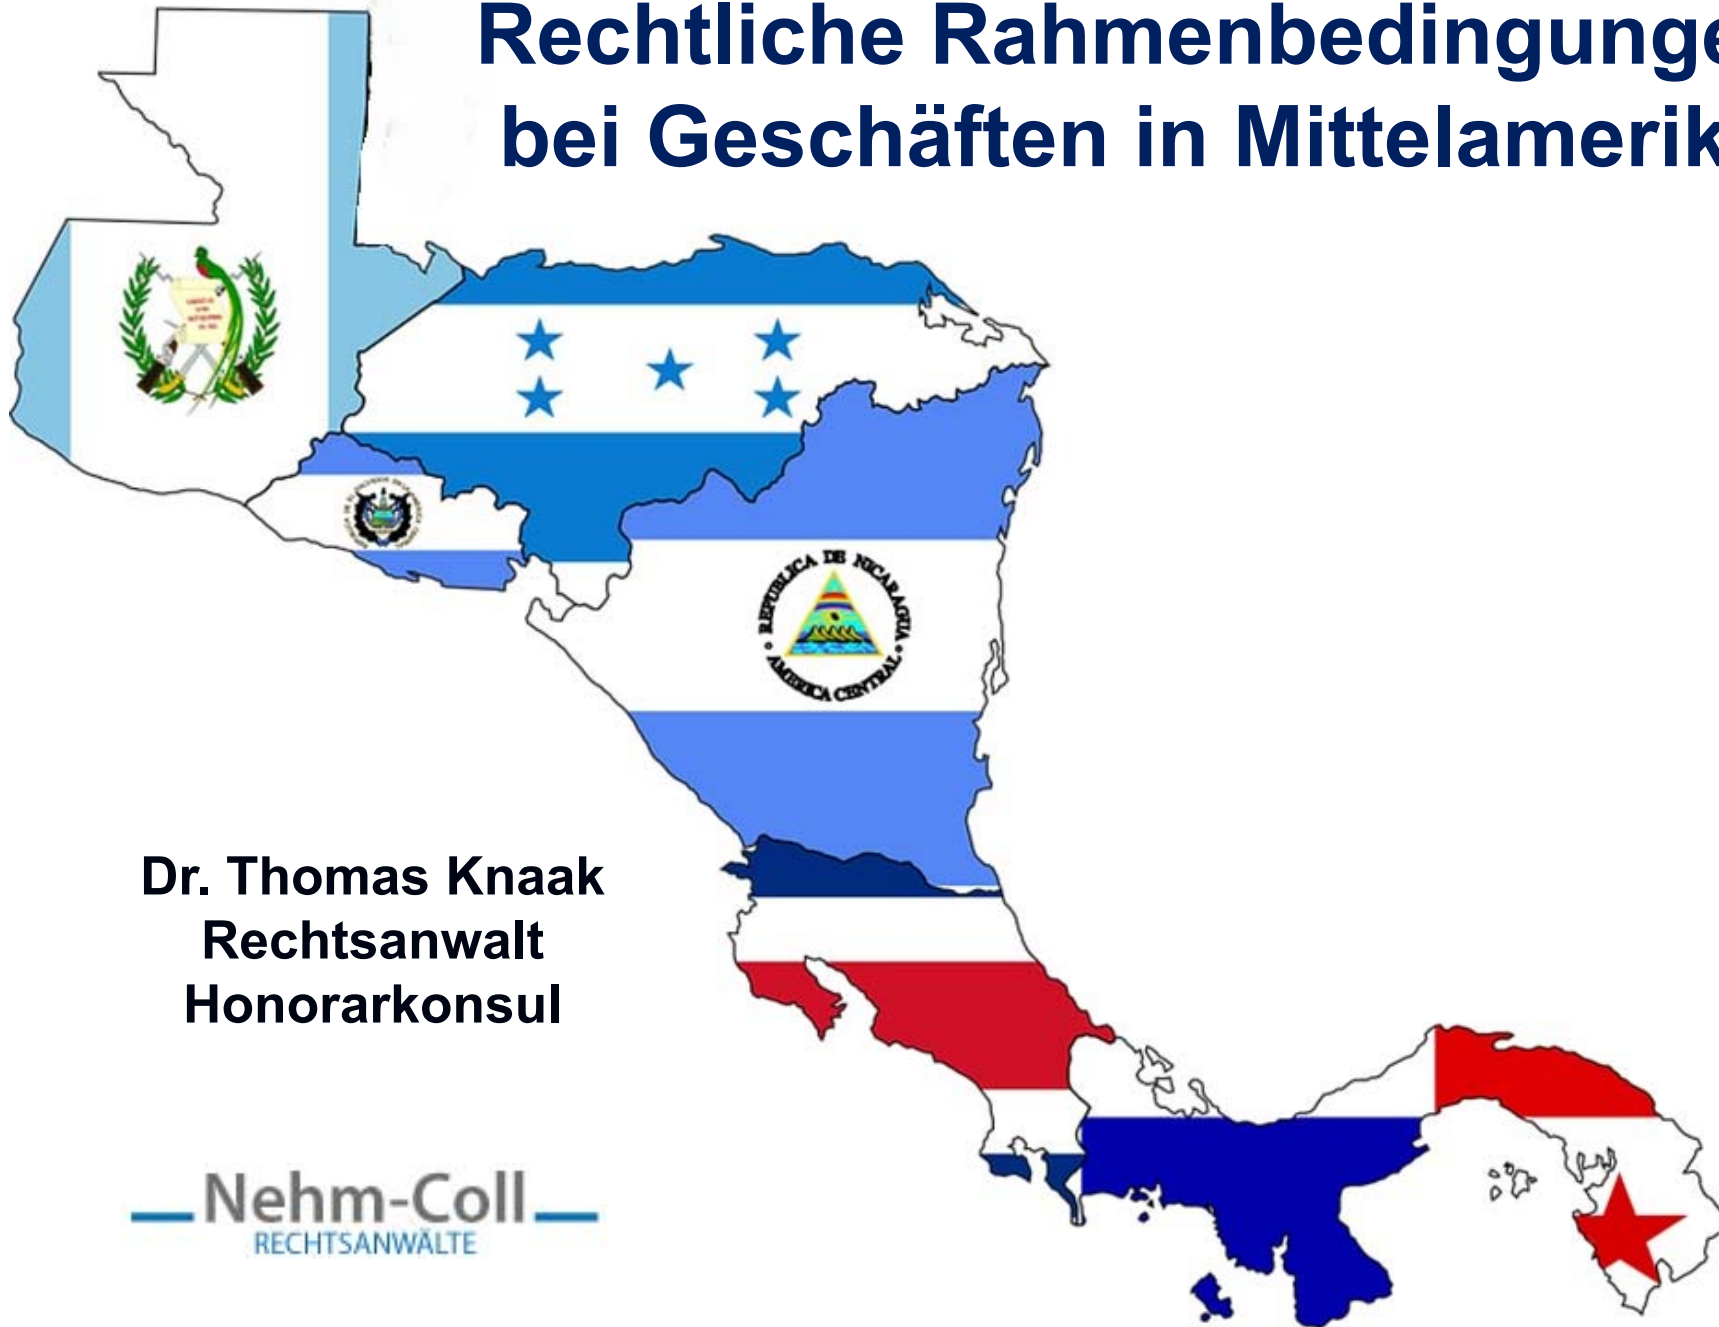 Rechtliche Rahmenbedingunge
bei Geschäften in Mittelamerik
REPUBLICA DE NICARAGUA
AMERICA CENTRAL
Dr. Thomas Knaak
Rechtsanwalt
Honorarkonsul
Nehm-Coll
RECHTSANWÄLTE